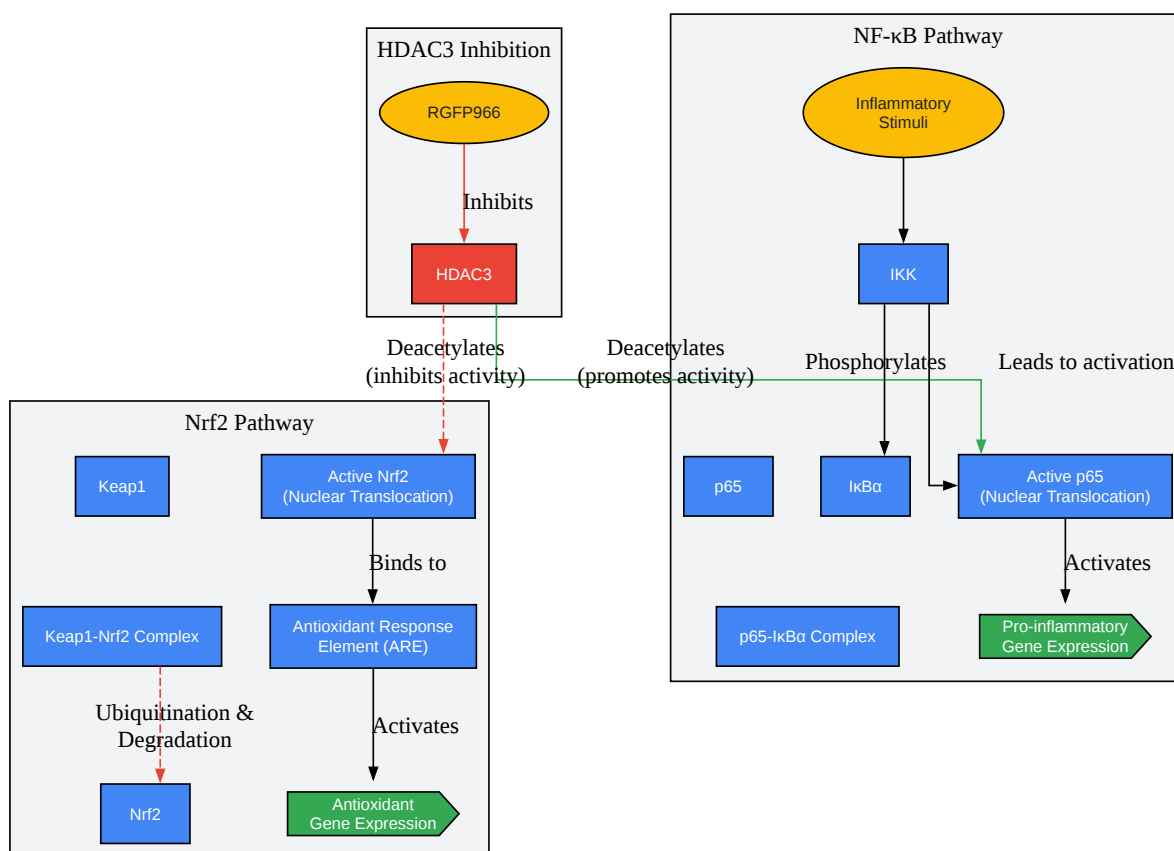 HDAC3 Inhibition
RGFP966
Inhibits
HDAC3
Deacetylates
(inhibits activity)
Deacetylates
(promotes activity)
NF-κB Pathway
Inflammatory
Stimuli
IKK
Phosphorylates
Leads to activation
p65
IκBα
Active p65
(Nuclear Translocation)
Activates
p65-IκBα Complex
Pro-inflammatory
Gene Expression
Nrf2 Pathway
Keap1
Active Nrf2
(Nuclear Translocation)
Binds to
Keap1-Nrf2 Complex
Antioxidant Response
Element (ARE)
Ubiquitination &
Degradation
Activates
Nrf2
Antioxidant
Gene Expression